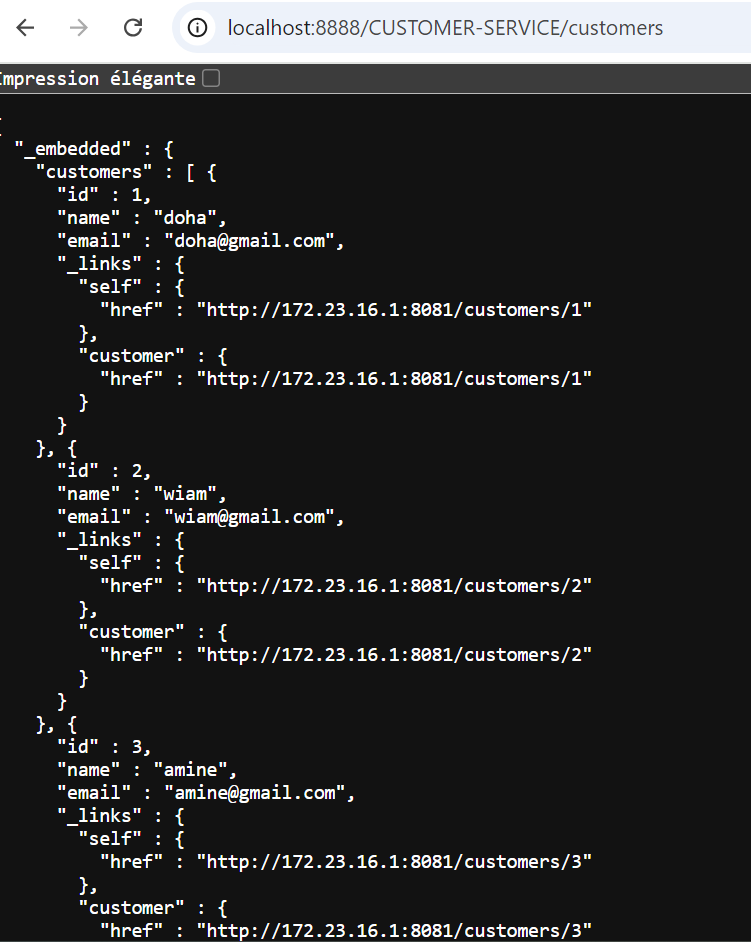 localhost:8888/CUSTOMER-SERVICE/customers
Impression élégante
{
"_embedded" : {
"customers" : [ {
"id" : 1,
"name" : "doha",
"email" : "doha@gmail.com",
"_links" : {
"self" : {
"href" : "http://172.23.16.1:8081/customers/1"
},
"customer" : {
"href" : "http://172.23.16.1:8081/customers/1"
}
}
}, {
"id" : 2,
"name" : "wiam",
"email" : "wiam@gmail.com",
"_links" : {
"self" : {
"href" : "http://172.23.16.1:8081/customers/2"
},
"customer" : {
"href" : "http://172.23.16.1:8081/customers/2"
}
}
}, {
"id" : 3,
"name" : "amine",
"email" : "amine@gmail.com",
"_links" : {
"self" : {
"href" : "http://172.23.16.1:8081/customers/3"
},
"customer" : {
"href" : "http://172.23.16.1:8081/customers/3"